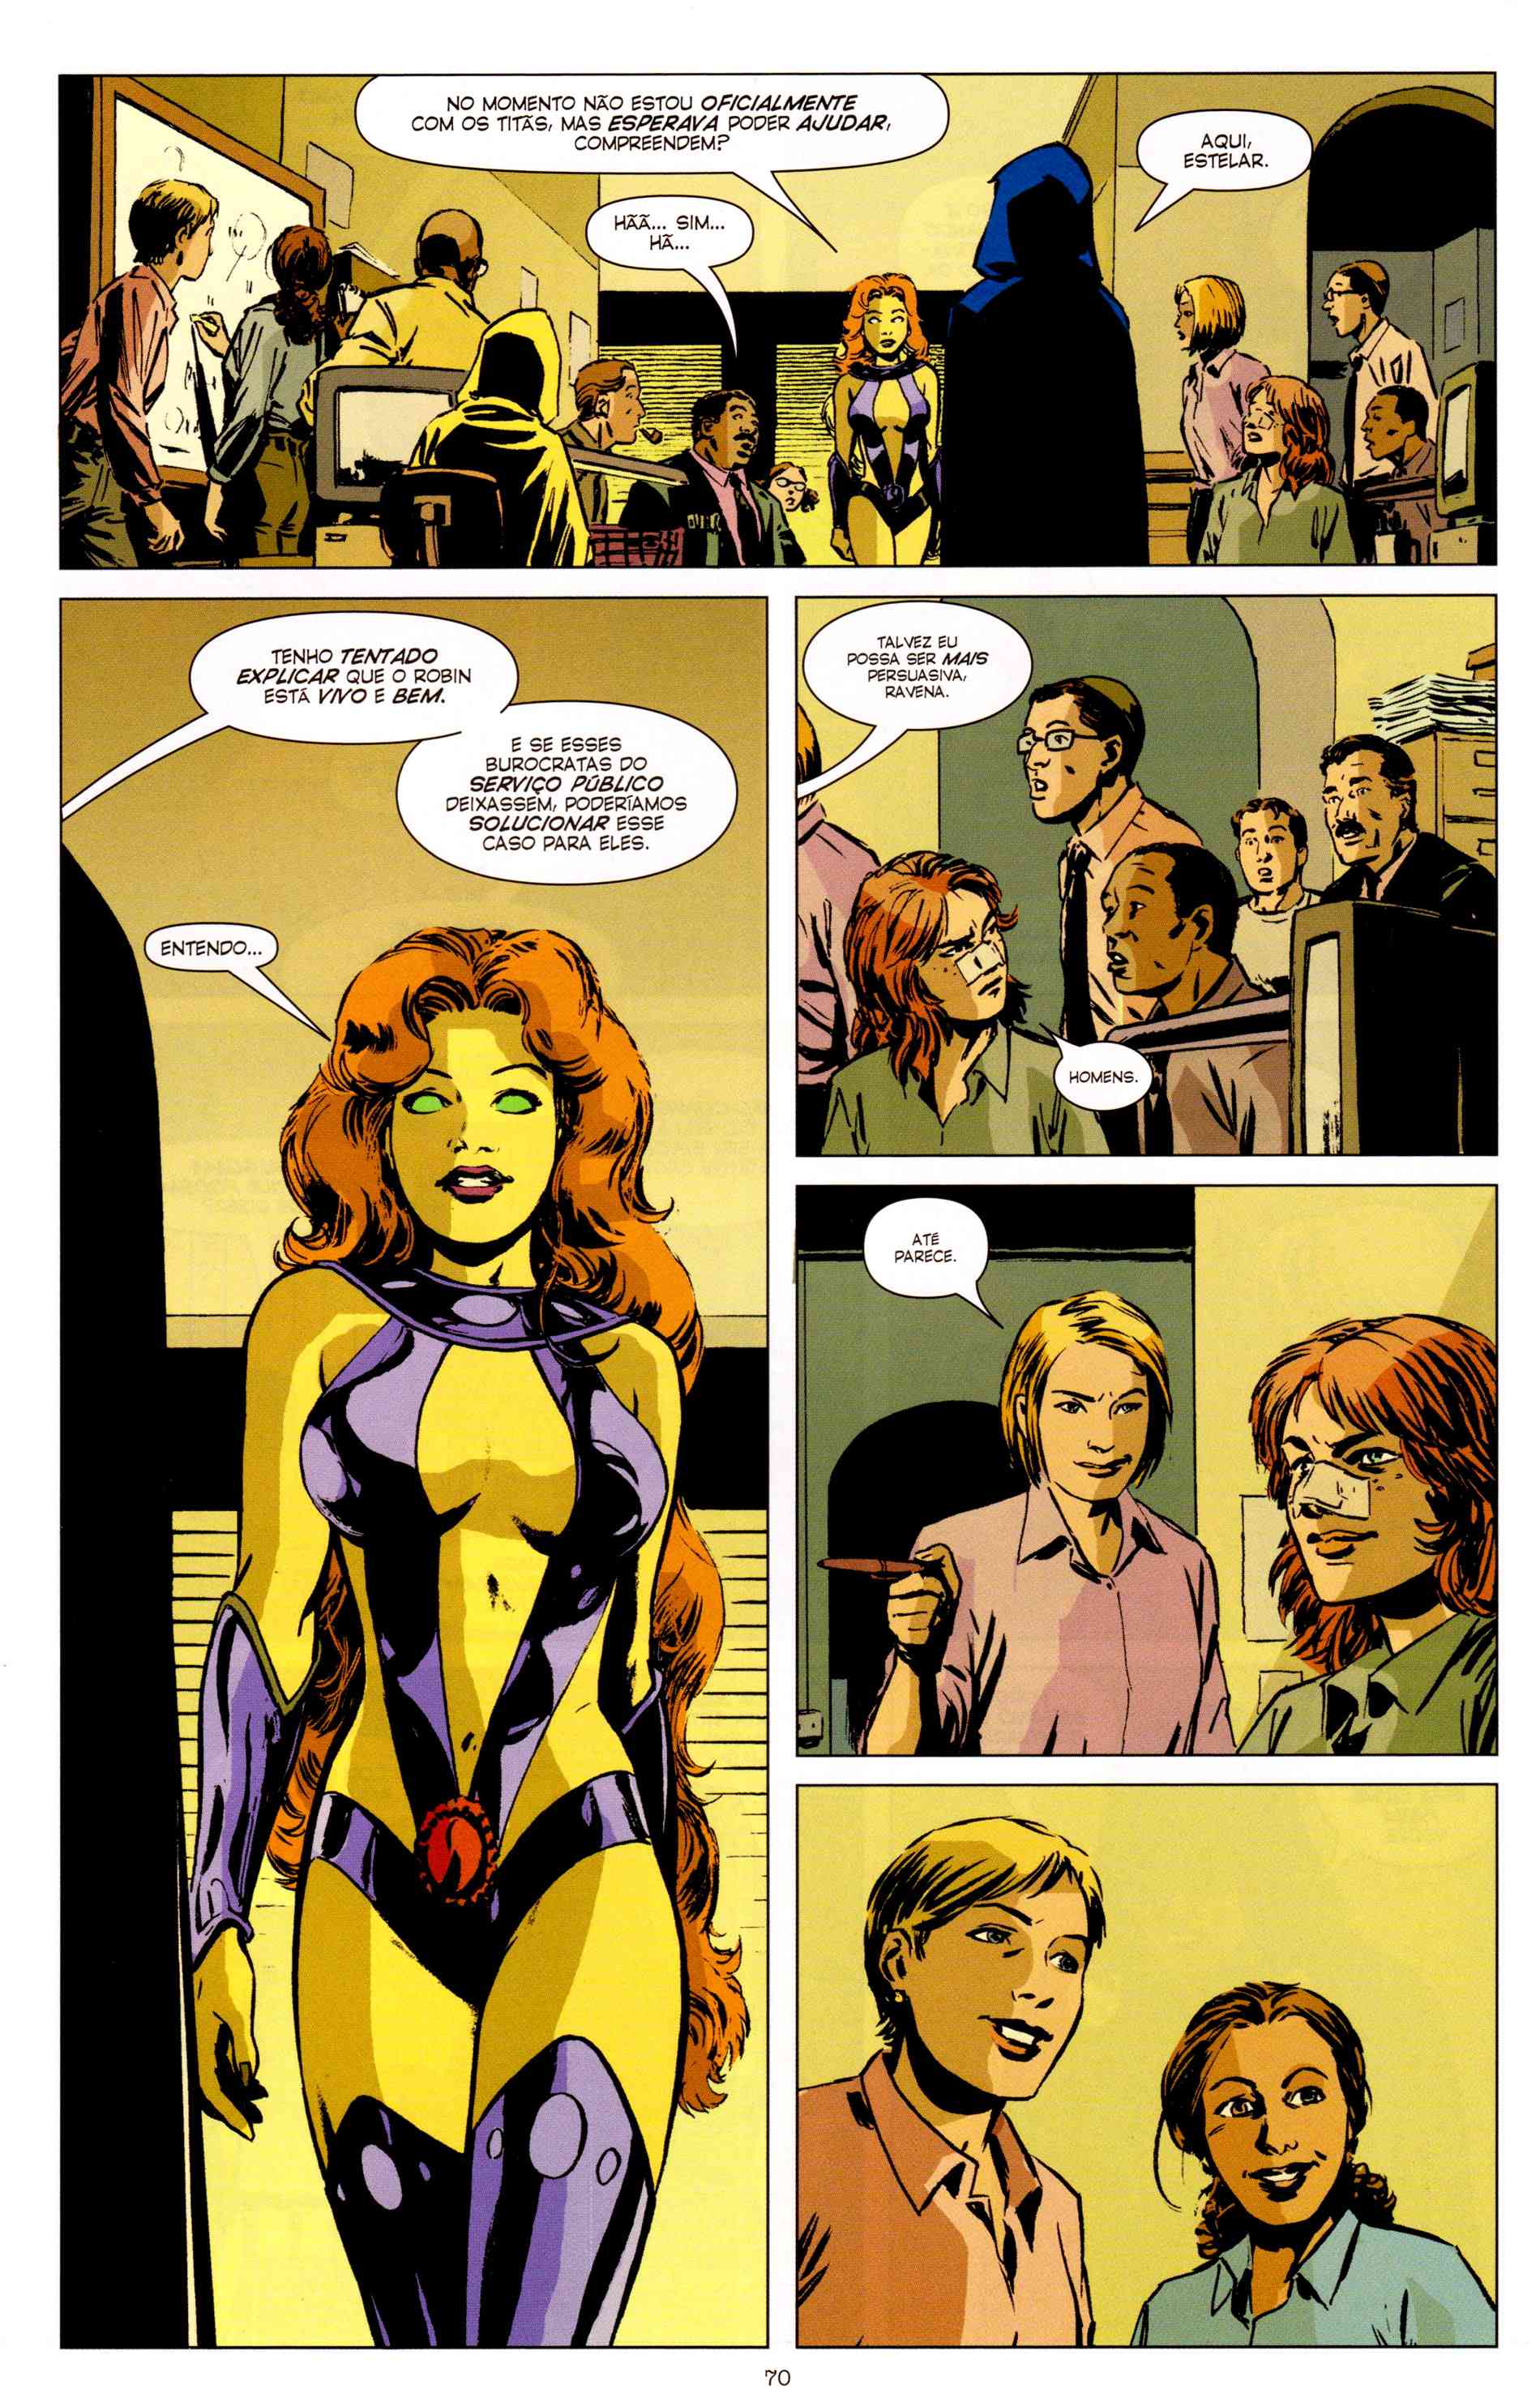 NO MOMENTO NÃO ESTOU OFICIALMENTE
COM OS TITÃS, MAS ESPERAVA PODER AJUDAR,
COMPREENDEM?
HÃÃ... SIM...
HÃ...
AQUI,
ESTELAR.
TENHO TENTADO
EXPLICAR QUE O ROBIN
ESTÁ VIVO E BEM.
E SE ESSES
BUROCRATAS DO
SERVIÇO PÚBLICO
DEIXASSEM, PODERÍAMOS
SOLUCIONAR ESSE
CASO PARA ELES.
ENTENDO...
TALVEZ EU
POSSA SER MAIS
PERSUASIVA,
RAVENA.
HOMENS.
ATÉ
PARECE.
70